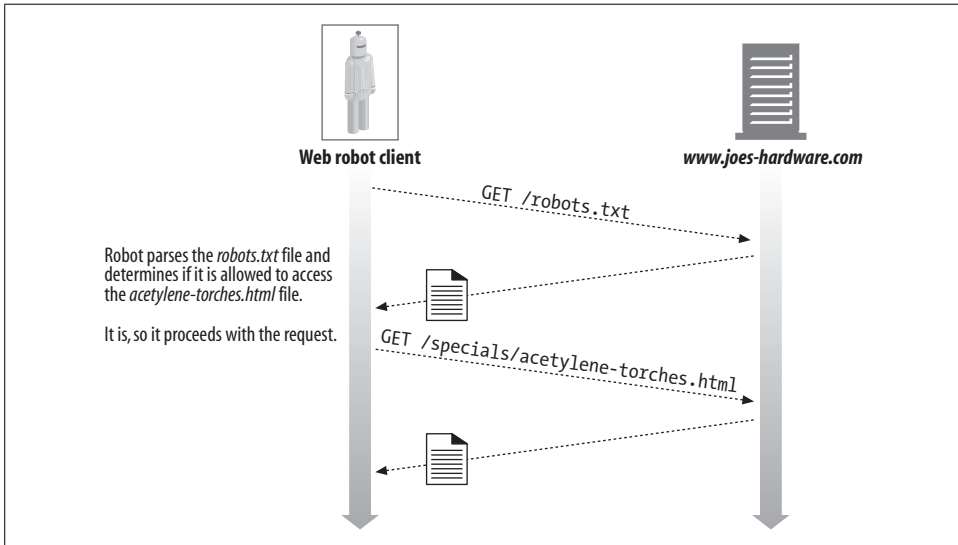 Web robot client
www.joes-hardware.com
GET /robots.txt
Robot parses the robots.txt file and
determines if it is allowed to access
the acetylene-torches.html file.
It is, so it proceeds with the request.
GET /specials/acetylene-torches.html